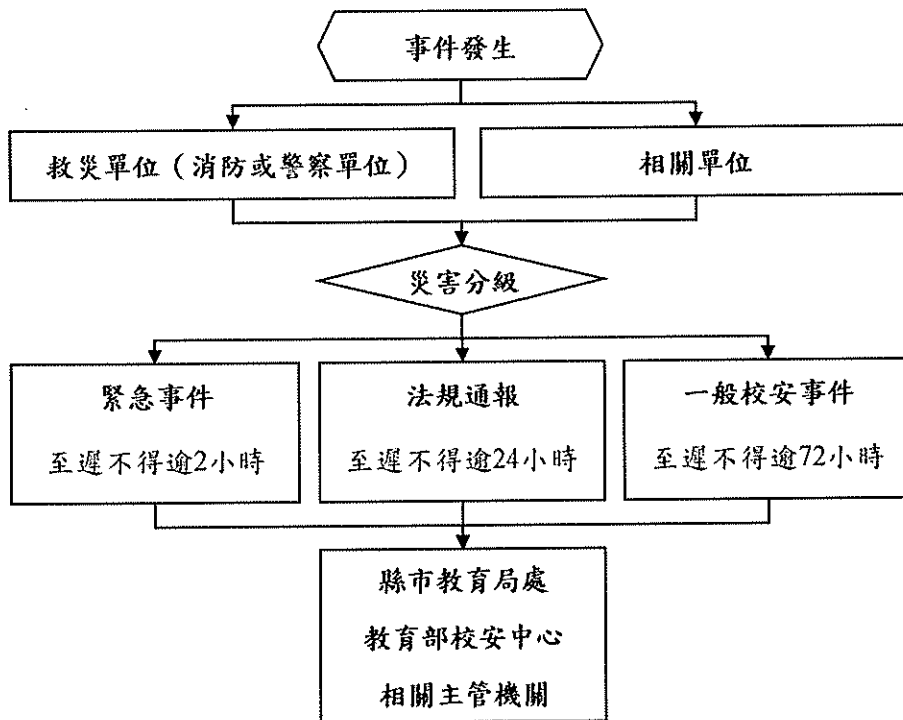 事件發生
救災單位（消防或警察單位）
相關單位
災害分級
緊急事件
至遲不得逾2小時
法規通報
至遲不得逾24小時
一般校安事件
至遲不得逾72小時
縣市教育局處
教育部校安中心
相關主管機關